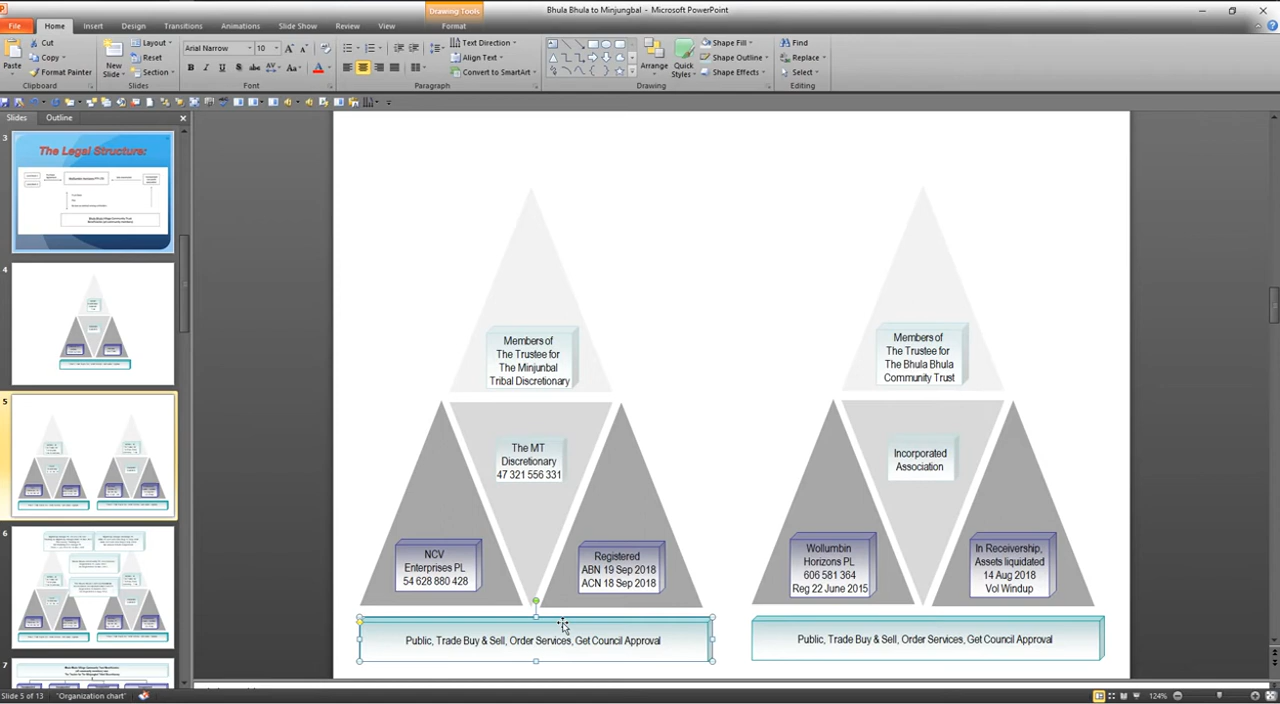 Bhula Bhula to Minjungbal - Microsoft PowerPoint
Drawing Tools
File Home Insert Design Transitions Animations Slide Show Review View Format
Paste
Cut
Copy
Format Painter
Clipboard
New
Slide
Layout
Reset
Section
Slides
Arial Narrow 10
Font
Text Direction
Align Text
Convert to SmartArt
Paragraph
Arrange
Quick
Styles
Shape Fill
Shape Outline
Shape Effects
Drawing
Find
Replace
Select
Editing
Slides Outline
3
The Legal Structure:
4
5
6
7
Members of
The Trustee for
The Minjunbal
Tribal Discretionary
The MT
Discretionary
47 321 556 331
NCV
Enterprises PL
54 628 880 428
Registered
ABN 19 Sep 2018
ACN 18 Sep 2018
Public, Trade Buy & Sell, Order Services, Get Council Approval
Members of
The Trustee for
The Bhula Bhula
Community Trust
Incorporated
Association
Wollumbin
Horizons PL
606 581 364
Reg 22 June 2015
In Receivership,
Assets liquidated
14 Aug 2018
Vol Windup
Public, Trade Buy & Sell, Order Services, Get Council Approval
Slide 5 of 13 "Organization chart" 124%